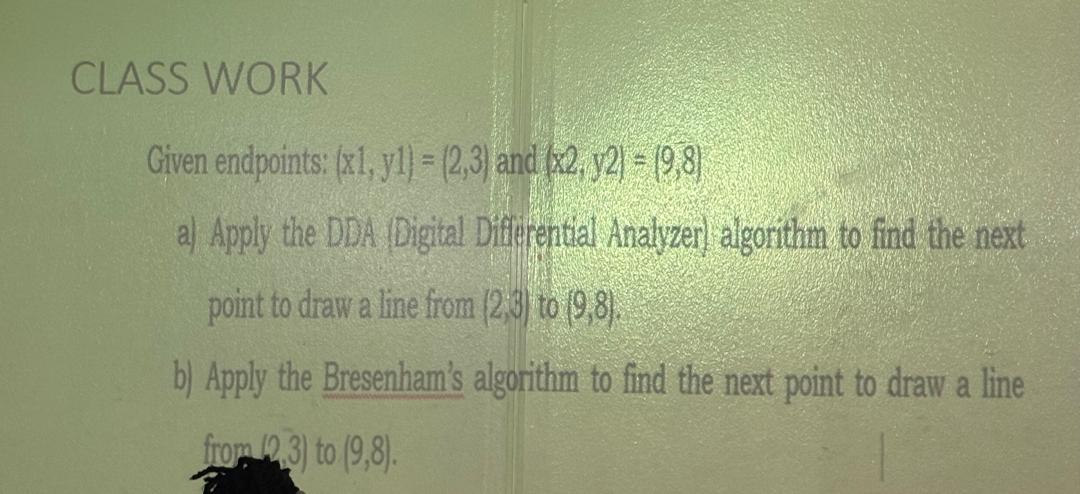 CLASS WORK
Given endpoints: (x1, y1) = (2,3) and (x2, y2) = (9,8)
a) Apply the DDA (Digital Differential Analyzer) algorithm to find the next
point to draw a line from (2,3) to (9,8).
b) Apply the Bresenham's algorithm to find the next point to draw a line
from (2,3) to (9,8).